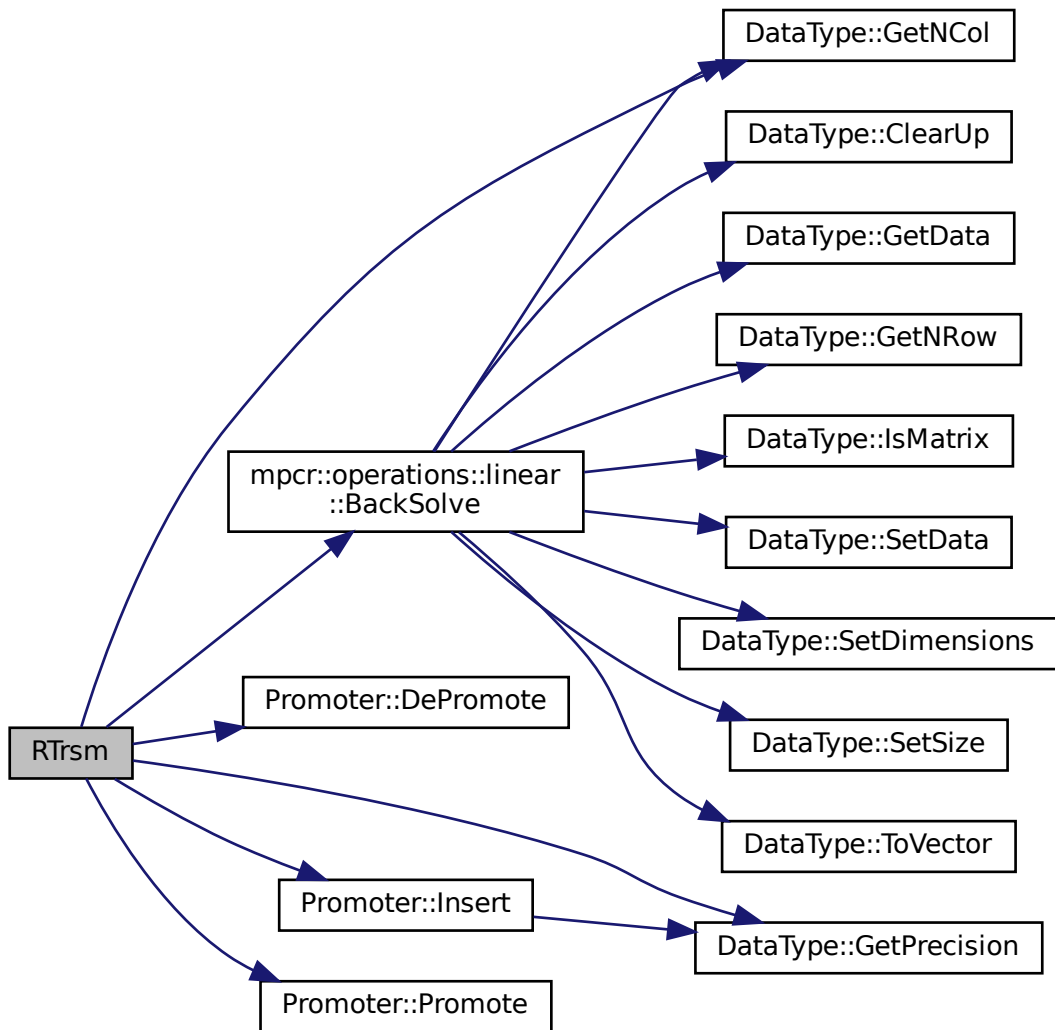 DataType::GetNCol
DataType::ClearUp
DataType::GetData
DataType::GetNRow
DataType::IsMatrix
mpcr::operations::linear
::BackSolve
DataType::SetData
DataType::SetDimensions
Promoter::DePromote
RTrsm
DataType::SetSize
DataType::ToVector
Promoter::Insert
DataType::GetPrecision
Promoter::Promote